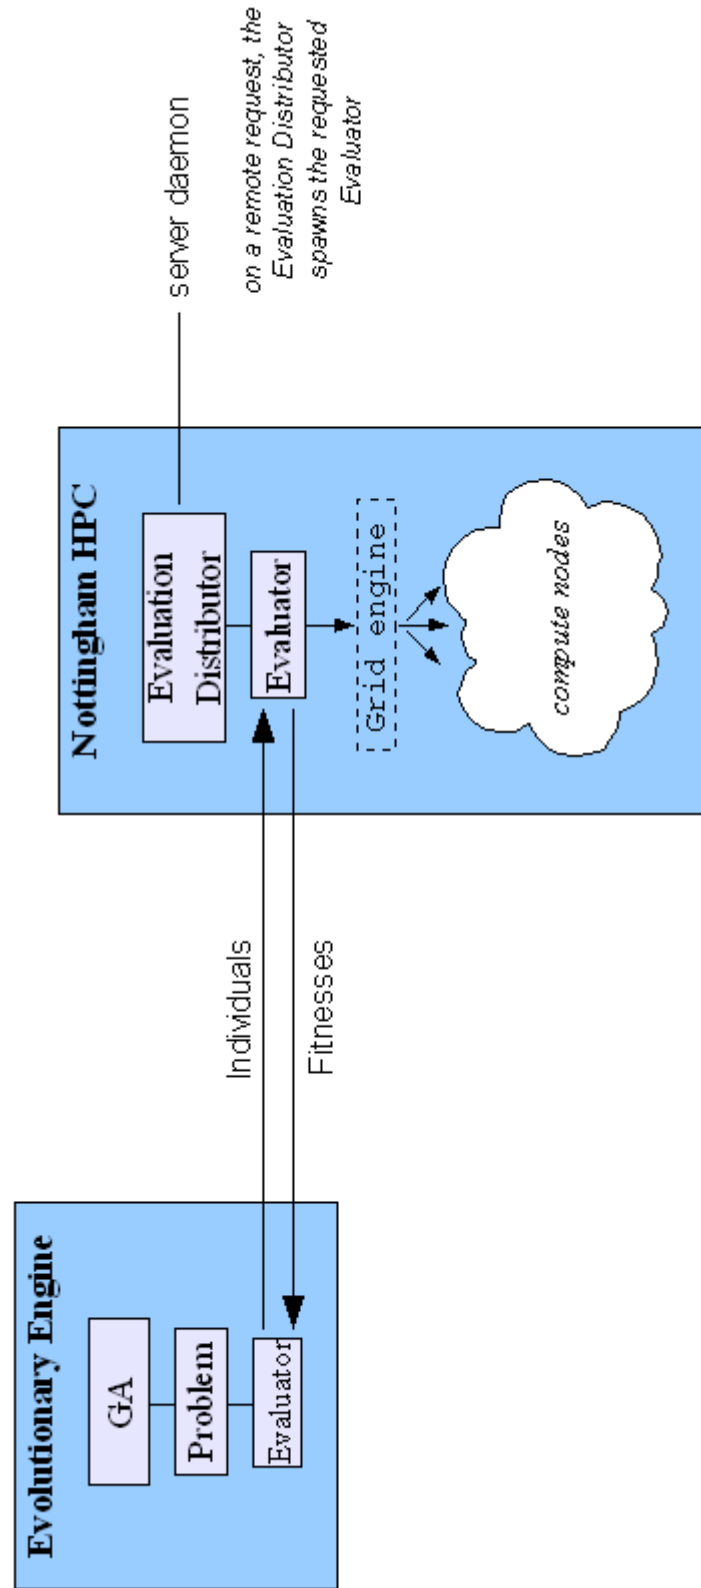 Evolutionary Engine
GA
Problem
Evaluator
Individuals
Fitnesses
Nottingham HPC
Evaluation
Distributor
Evaluator
Grid engine
compute nodes
server daemon
on a remote request, the
Evaluation Distributor
spawns the requested
Evaluator